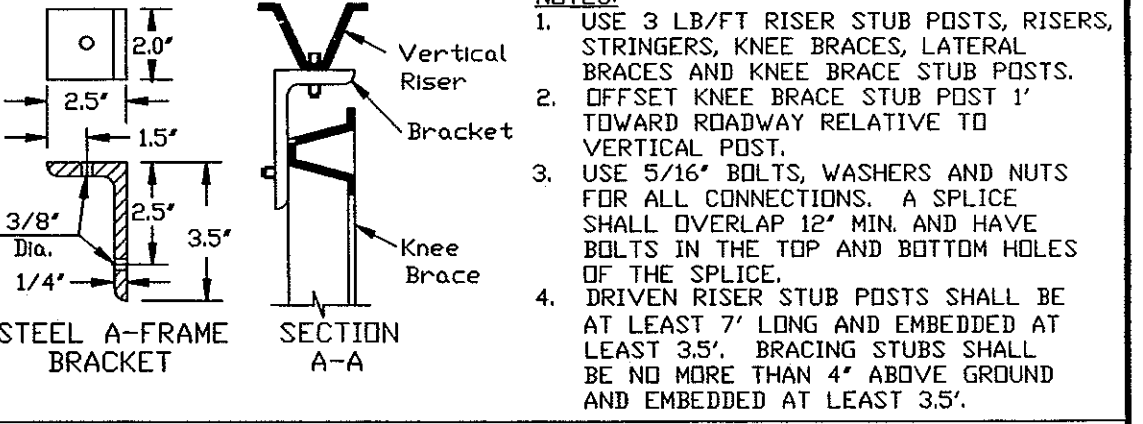 2.0"
2.5"
1.5"
2.5"
3.5"
3/8"
Dia.
1/4"
STEEL A-FRAME
BRACKET
Vertical
Riser
Bracket
Knee
Brace
SECTION
A-A
NOTES:
1. USE 3 LB/FT RISER STUB POSTS, RISERS,
STRINGERS, KNEE BRACES, LATERAL
BRACES AND KNEE BRACE STUB POSTS.
2. OFFSET KNEE BRACE STUB POST 1'
TOWARD ROADWAY RELATIVE TO
VERTICAL POST.
3. USE 5/16" BOLTS, WASHERS AND NUTS
FOR ALL CONNECTIONS. A SPLICE
SHALL OVERLAP 12" MIN. AND HAVE
BOLTS IN THE TOP AND BOTTOM HOLES
OF THE SPLICE.
4. DRIVEN RISER STUB POSTS SHALL BE
AT LEAST 7' LONG AND EMBEDDED AT
LEAST 3.5'. BRACING STUBS SHALL
BE NO MORE THAN 4" ABOVE GROUND
AND EMBEDDED AT LEAST 3.5'.